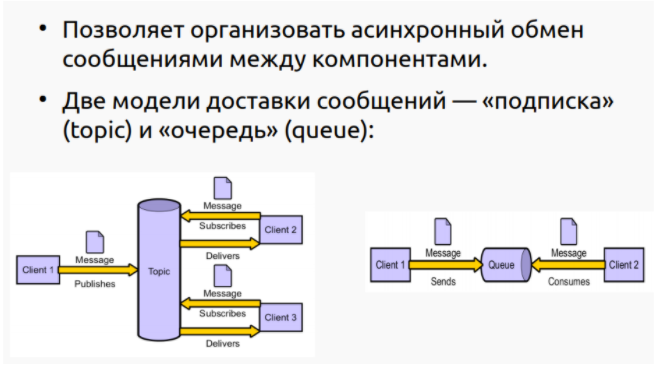 • Позволяет организовать асинхронный обмен
сообщениями между компонентами.
• Две модели доставки сообщений — «подписка»
(topic) и «очередь» (queue):
Message
Subscribes
Client 2
Message
Client 1
Publishes
Topic
Delivers
Message
Subscribes
Client 3
Delivers
Message
Message
Client 1
Queue
Client 2
Sends
Consumes